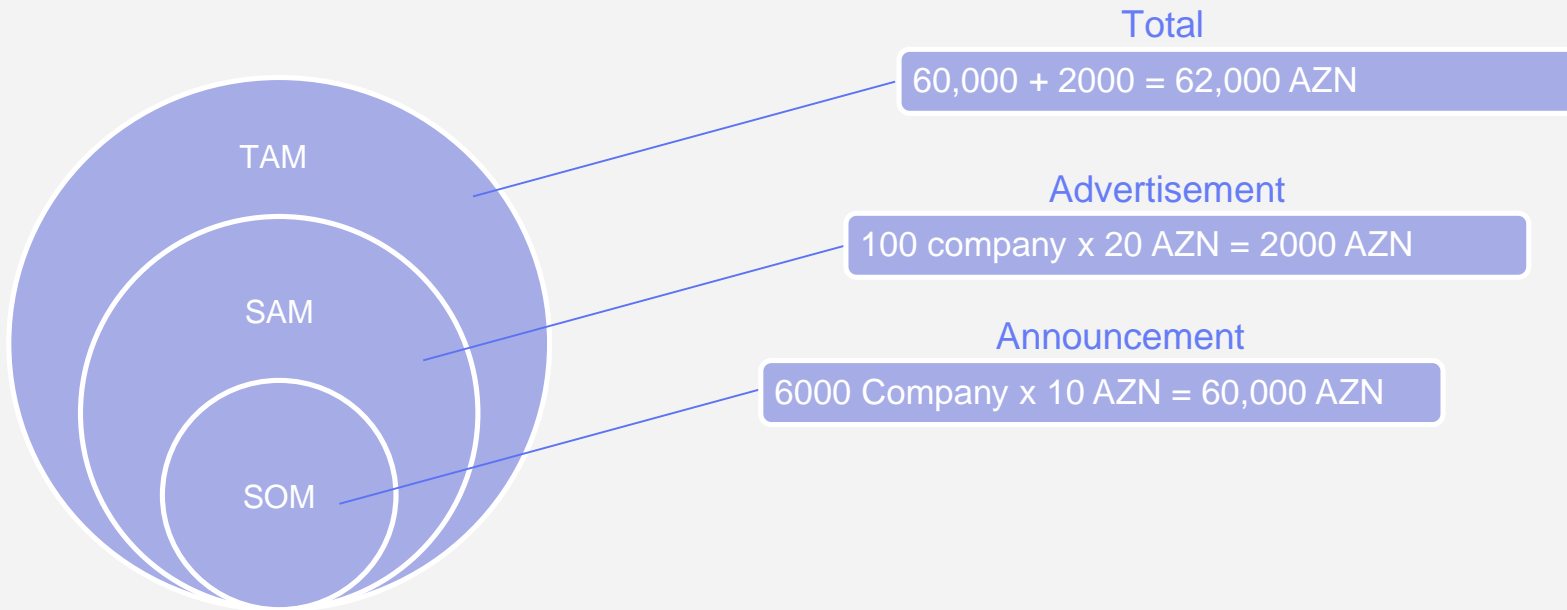 Total
60,000 + 2000 = 62,000 AZN
TAM
Advertisement
100 company x 20 AZN = 2000 AZN
SAM
Announcement
6000 Company x 10 AZN = 60,000 AZN
SOM